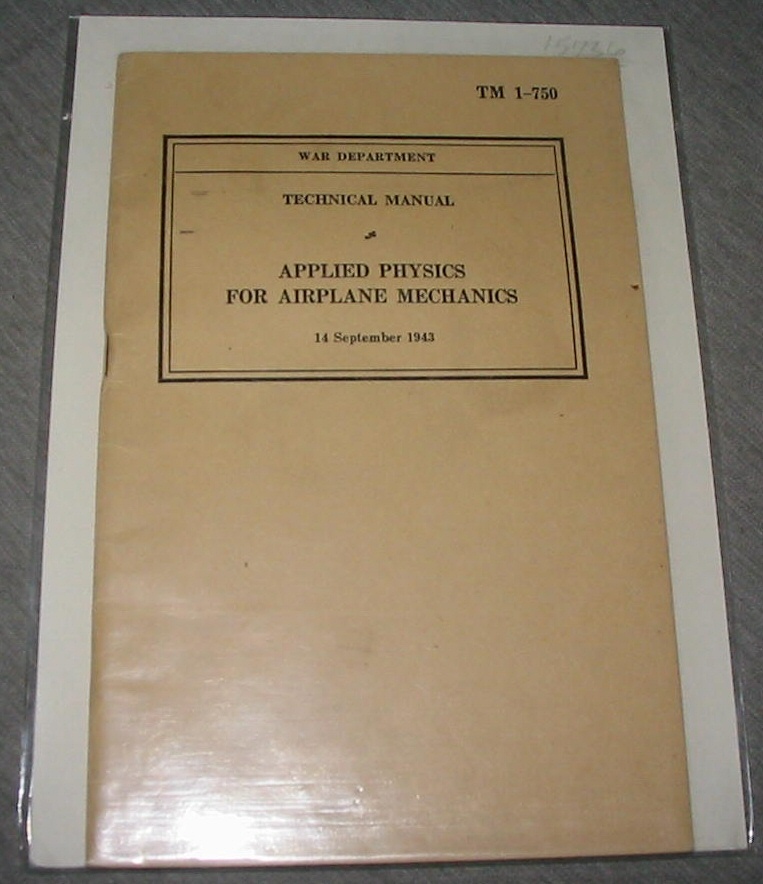 TM 1-750
WAR DEPARTMENT
TECHNICAL MANUAL
APPLIED PHYSICS
FOR AIRPLANE MECHANICS
14 September 1943